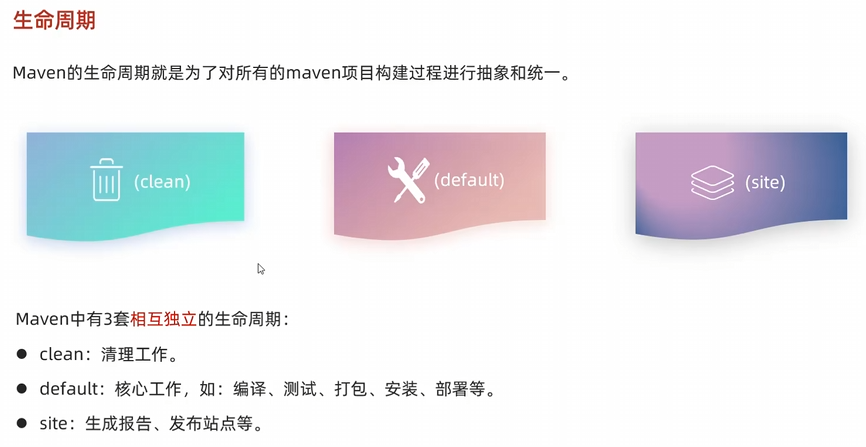 生命周期
Maven的生命周期就是为了对所有的maven项目构建过程进行抽象和统一。
(clean)
(default)
(site)
Maven中有3套相互独立的生命周期：
● clean：清理工作。
● default：核心工作，如：编译、测试、打包、安装、部署等。
● site：生成报告、发布站点等。